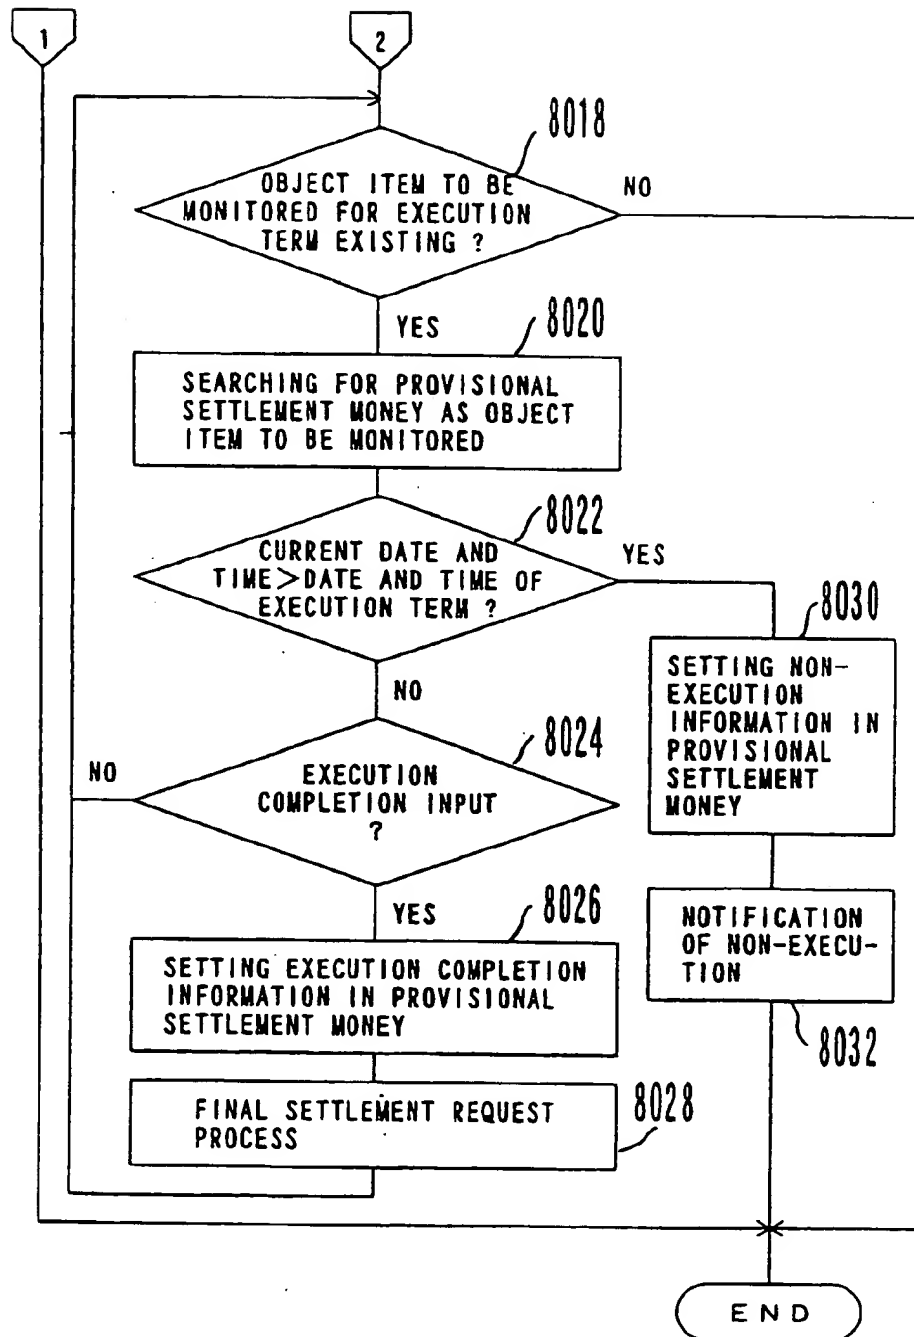 1
2
8018
OBJECT ITEM TO BE
MONITORED FOR EXECUTION
TERM EXISTING ?
NO
YES
8020
SEARCHING FOR PROVISIONAL
SETTLEMENT MONEY AS OBJECT
ITEM TO BE MONITORED
8022
CURRENT DATE AND
TIME>DATE AND TIME OF
EXECUTION TERM ?
YES
NO
8030
SETTING NON-
EXECUTION
INFORMATION IN
PROVISIONAL
SETTLEMENT
MONEY
8024
EXECUTION
COMPLETION INPUT
?
NO
YES
8026
SETTING EXECUTION COMPLETION
INFORMATION IN PROVISIONAL
SETTLEMENT MONEY
NOTIFICATION
OF NON-EXECU-
TION
8032
FINAL SETTLEMENT REQUEST
PROCESS
8028
END